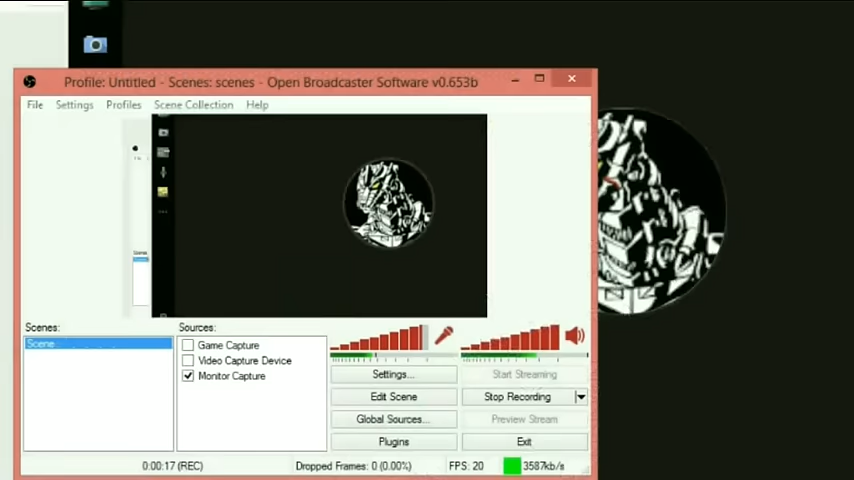 Profile: Untitled - Scenes: scenes - Open Broadcaster Software v0.653b
File Settings Profiles Scene Collection Help
Scenes:
Scene
Sources:
Game Capture
Video Capture Device
Monitor Capture
Settings...
Start Streaming
Edit Scene
Stop Recording
Global Sources...
Preview Stream
Plugins
Exit
0:00:17 (REC)
Dropped Frames: 0 (0.00%)
FPS: 20
3587kb/s